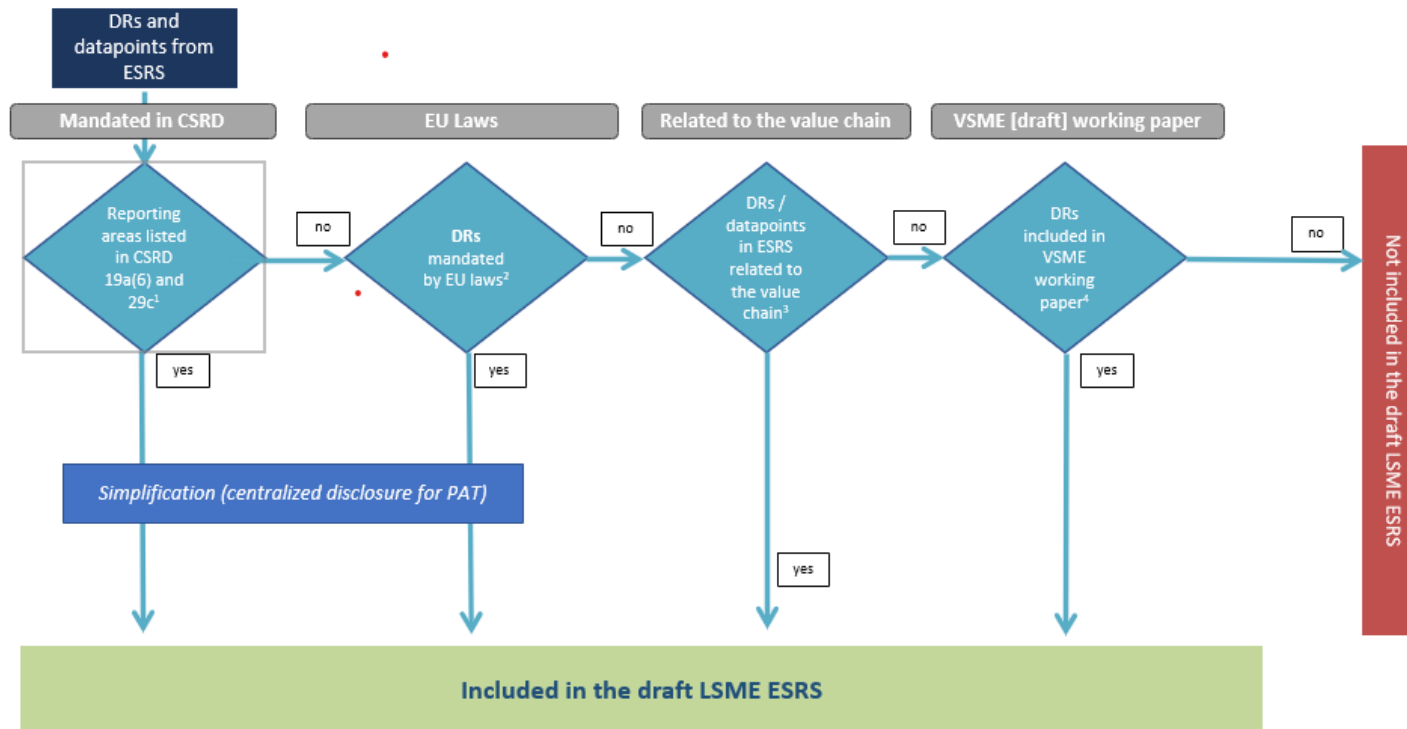 DRs and
datapoints from
ESRS
Mandated in CSRD
EU Laws
Related to the value chain
VSME [draft] working paper
Reporting
areas listed
in CSRD
19a(6) and
29c¹
no
DRs
mandated
by EU laws²
no
DRs /
datapoints
in ESRS
related to
the value
chain³
no
DRs
included in
VSME
working
paper⁴
no
Not included in the draft LSME ESRS
yes
yes
yes
yes
Simplification (centralized disclosure for PAT)
Included in the draft LSME ESRS